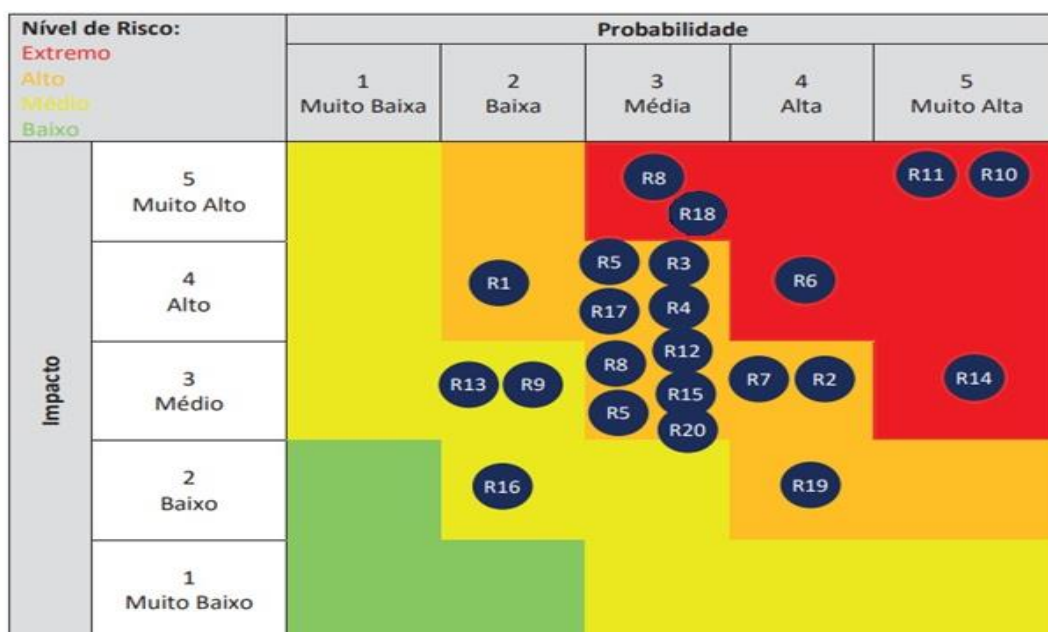 Nível de Risco:
Extremo
Alto
Médio
Baixo
Probabilidade
1
Muito Baixa
2
Baixa
3
Média
4
Alta
5
Muito Alta
Impacto
5
Muito Alto
R8
R18
R11
R10
4
Alto
R1
R5
R3
R17
R4
R6
3
Médio
R13
R9
R8
R12
R5
R15
R20
R7
R2
R14
2
Baixo
R16
R19
1
Muito Baixo